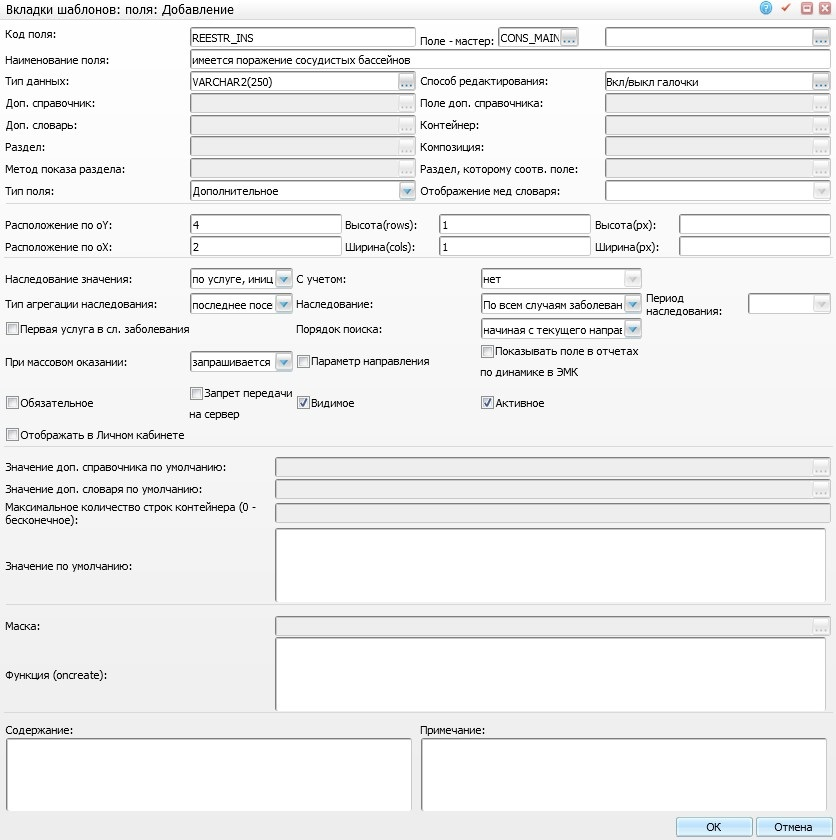 Вкладки шаблонов: поля: Добавление
Код поля: REESTR_INS Поле - мастер: CONS_MAIN ...
Наименование поля: имеется поражение сосудистых бассейнов
Тип данных: VARCHAR2(250) ... Способ редактирования: Вкл/выкл галочки ...
Доп. справочник: ... Поле доп. справочника: ...
Доп. словарь: ... Контейнер: ...
Раздел: ... Композиция: ...
Метод показа раздела: ... Раздел, которому соотв. поле: ...
Тип поля: Дополнительное Отображение мед словаря:
Расположение по oY: 4 Высота(rows): 1 Высота(px):
Расположение по oX: 2 Ширина(cols): 1 Ширина(px):
Наследование значения: по услуге, иниц С учетом: нет
Тип агрегации наследования: последнее посе Наследование: По всем случаям заболеван Период
наследования:
Первая услуга в сл. заболевания Порядок поиска: начиная с текущего направ
При массовом оказании: запрашивается Параметр направления Показывать поле в отчетах
по динамике в ЭМК
Обязательное Запрет передачи
на сервер Видимое Активное
Отображать в Личном кабинете
Значение доп. справочника по умолчанию: ...
Значение доп. словаря по умолчанию: ...
Максимальное количество строк контейнера (0 -
бесконечное):
Значение по умолчанию:
Маска: ...
Функция (oncreate):
Содержание: Примечание:
OK Отмена